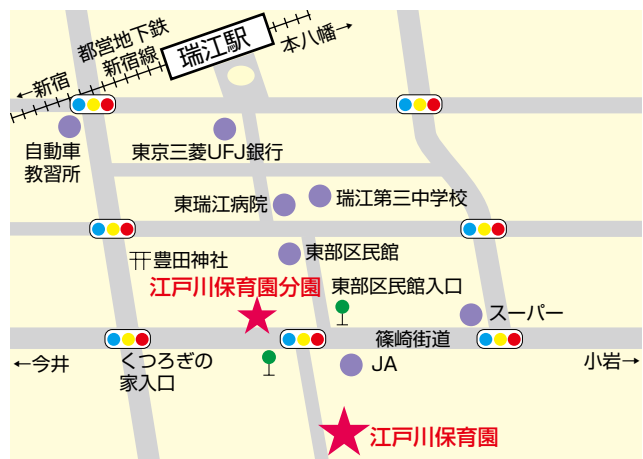 都営地下鉄
新宿線
瑞江駅
本八幡→
←新宿
自動車
教習所
東京三菱UFJ銀行
東瑞江病院
瑞江第三中学校
豊田神社
東部区民館
江戸川保育園分園
東部区民館入口
スーパー
篠崎街道
←今井
くつろぎの
家入口
JA
小岩→
江戸川保育園